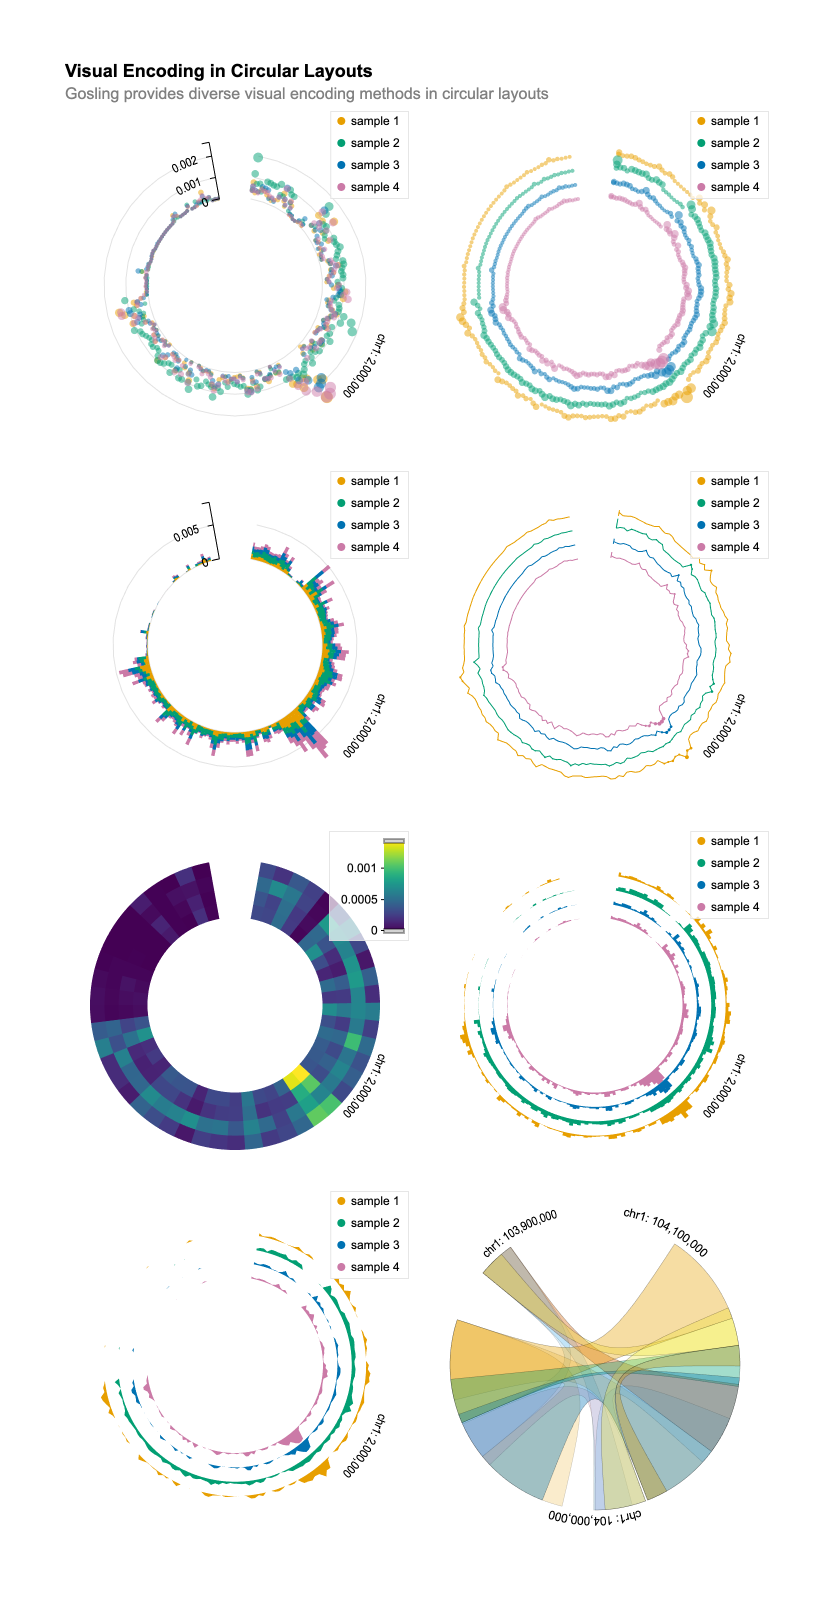 Visual Encoding in Circular Layouts
Gosling provides diverse visual encoding methods in circular layouts
sample 1
sample 2
sample 3
sample 4
0.002
0.001
0
chr1: 2,000,000
sample 1
sample 2
sample 3
sample 4
chr1: 2,000,000
sample 1
sample 2
sample 3
sample 4
0.005
0
chr1: 2,000,000
sample 1
sample 2
sample 3
sample 4
chr1: 2,000,000
0.001
0.0005
0
chr1: 2,000,000
sample 1
sample 2
sample 3
sample 4
chr1: 2,000,000
sample 1
sample 2
sample 3
sample 4
chr1: 2,000,000
chr1: 103,900,000
chr1: 104,100,000
chr1: 104,000,000